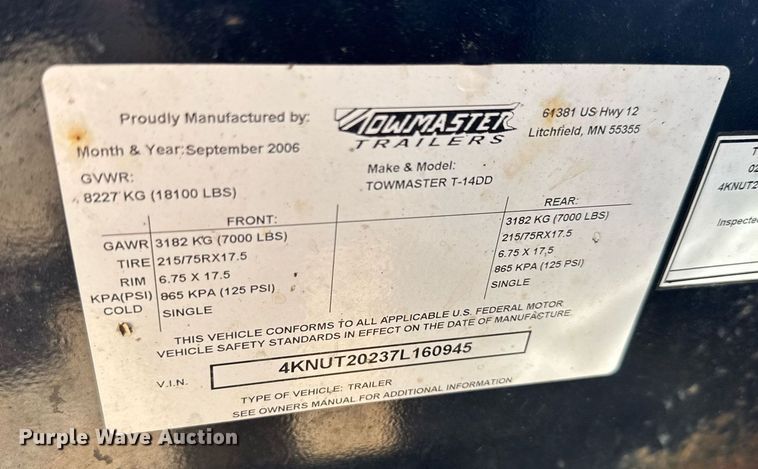 Proudly Manufactured by:
TOWMASTER
TRAILERS
61381 US Hwy 12
Litchfield, MN 55355
Month & Year: September 2006
Make & Model:
TOWMASTER T-14DD
GVWR:
8227 KG (18100 LBS)
FRONT: REAR:
GAWR 3182 KG (7000 LBS) 3182 KG (7000 LBS)
TIRE 215/75RX17.5 215/75RX17.5
RIM 6.75 X 17.5 6.75 X 17.5
KPA(PSI) 865 KPA (125 PSI) 865 KPA (125 PSI)
COLD SINGLE SINGLE
THIS VEHICLE CONFORMS TO ALL APPLICABLE U.S. FEDERAL MOTOR
VEHICLE SAFETY STANDARDS IN EFFECT ON THE DATE OF MANUFACTURE.
V.I.N. 4KNUT20237L160945
TYPE OF VEHICLE: TRAILER
SEE OWNERS MANUAL FOR ADDITIONAL INFORMATION
T
02
4KNUT2
Inspected
Purple Wave Auction